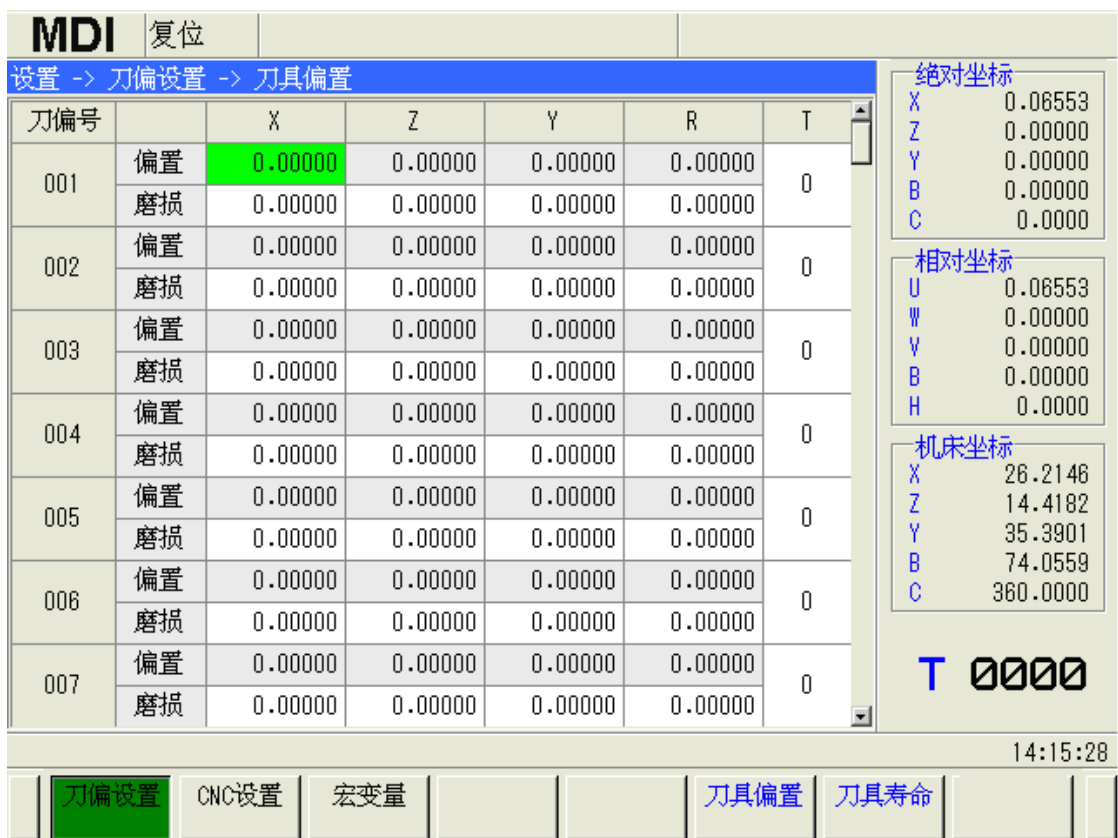 MDI 复位
设置 -> 刀偏设置 -> 刀具偏置
刀偏号 X Z Y R T
001 偏置 0.00000 0.00000 0.00000 0.00000 0
磨损 0.00000 0.00000 0.00000 0.00000
002 偏置 0.00000 0.00000 0.00000 0.00000 0
磨损 0.00000 0.00000 0.00000 0.00000
003 偏置 0.00000 0.00000 0.00000 0.00000 0
磨损 0.00000 0.00000 0.00000 0.00000
004 偏置 0.00000 0.00000 0.00000 0.00000 0
磨损 0.00000 0.00000 0.00000 0.00000
005 偏置 0.00000 0.00000 0.00000 0.00000 0
磨损 0.00000 0.00000 0.00000 0.00000
006 偏置 0.00000 0.00000 0.00000 0.00000 0
磨损 0.00000 0.00000 0.00000 0.00000
007 偏置 0.00000 0.00000 0.00000 0.00000 0
磨损 0.00000 0.00000 0.00000 0.00000
绝对坐标
X 0.06553
Z 0.00000
Y 0.00000
B 0.00000
C 0.0000
相对坐标
U 0.06553
W 0.00000
V 0.00000
B 0.00000
H 0.0000
机床坐标
X 26.2146
Z 14.4182
Y 35.3901
B 74.0559
C 360.0000
T 0000
14:15:28
刀偏设置 CNC设置 宏变量 刀具偏置 刀具寿命